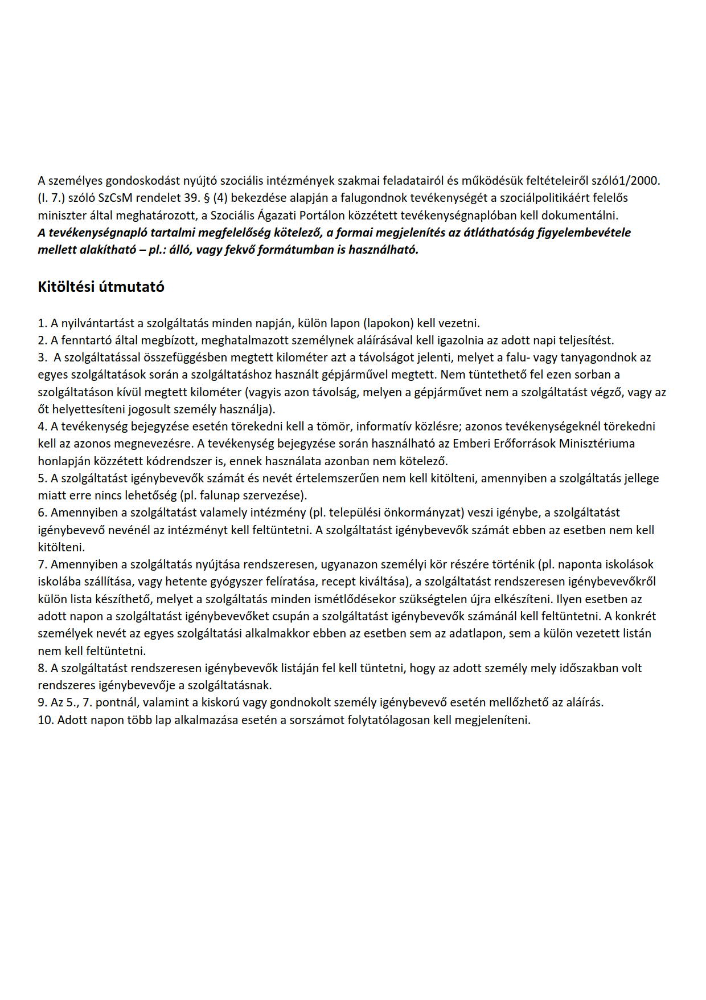 A személyes gondoskodást nyújtó szociális intézmények szakmai feladatairól és működésük feltételeiről szóló1/2000.
(I. 7.) szóló SzCsM rendelet 39. § (4) bekezdése alapján a falugondnok tevékenységét a szociálpolitikáért felelős
miniszter által meghatározott, a Szociális Ágazati Portálon közzétett tevékenységnaplóban kell dokumentálni.
A tevékenységnapló tartalmi megfelelőség kötelező, a formai megjelenítés az átláthatóság figyelembevétele
mellett alakítható – pl.: álló, vagy fekvő formátumban is használható.
Kitöltési útmutató
1. A nyilvántartást a szolgáltatás minden napján, külön lapon (lapokon) kell vezetni.
2. A fenntartó által megbízott, meghatalmazott személynek aláírásával kell igazolnia az adott napi teljesítést.
3.  A szolgáltatással összefüggésben megtett kilométer azt a távolságot jelenti, melyet a falu- vagy tanyagondnok az
egyes szolgáltatások során a szolgáltatáshoz használt gépjárművel megtett. Nem tüntethető fel ezen sorban a
szolgáltatáson kívül megtett kilométer (vagyis azon távolság, melyen a gépjárművet nem a szolgáltatást végző, vagy az
őt helyettesíteni jogosult személy használja).
4. A tevékenység bejegyzése esetén törekedni kell a tömör, informatív közlésre; azonos tevékenységeknél törekedni
kell az azonos megnevezésre. A tevékenység bejegyzése során használható az Emberi Erőforrások Minisztériuma
honlapján közzétett kódrendszer is, ennek használata azonban nem kötelező.
5. A szolgáltatást igénybevevők számát és nevét értelemszerűen nem kell kitölteni, amennyiben a szolgáltatás jellege
miatt erre nincs lehetőség (pl. falunap szervezése).
6. Amennyiben a szolgáltatást valamely intézmény (pl. települési önkormányzat) veszi igénybe, a szolgáltatást
igénybevevő nevénél az intézményt kell feltüntetni. A szolgáltatást igénybevevők számát ebben az esetben nem kell
kitölteni.
7. Amennyiben a szolgáltatás nyújtása rendszeresen, ugyanazon személyi kör részére történik (pl. naponta iskolások
iskolába szállítása, vagy hetente gyógyszer felíratása, recept kiváltása), a szolgáltatást rendszeresen igénybevevőkről
külön lista készíthető, melyet a szolgáltatás minden ismétlődésekor szükségtelen újra elkészíteni. Ilyen esetben az
adott napon a szolgáltatást igénybevevőket csupán a szolgáltatást igénybevevők számánál kell feltüntetni. A konkrét
személyek nevét az egyes szolgáltatási alkalmakkor ebben az esetben sem az adatlapon, sem a külön vezetett listán
nem kell feltüntetni.
8. A szolgáltatást rendszeresen igénybevevők listáján fel kell tüntetni, hogy az adott személy mely időszakban volt
rendszeres igénybevevője a szolgáltatásnak.
9. Az 5., 7. pontnál, valamint a kiskorú vagy gondnokolt személy igénybevevő esetén mellőzhető az aláírás.
10. Adott napon több lap alkalmazása esetén a sorszámot folytatólagosan kell megjeleníteni.